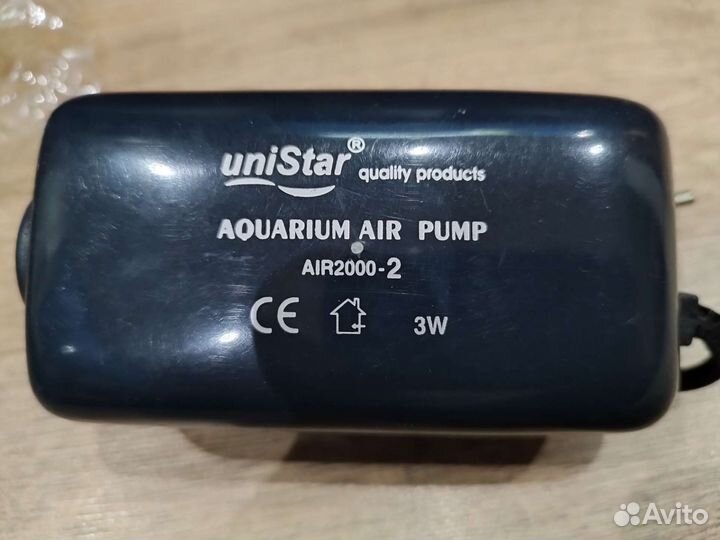 uniStar® quality products
AQUARIUM AIR PUMP
AIR2000-2
CE 3W
Avito